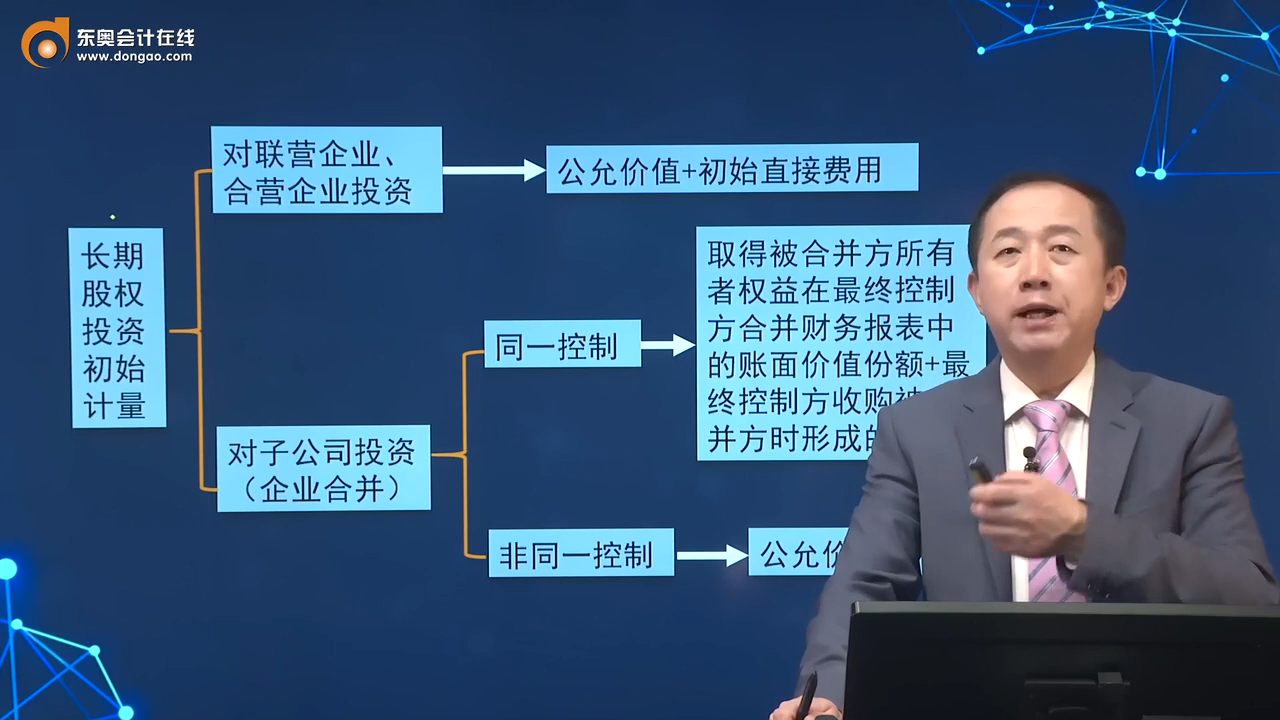 东奥会计在线
www.dongao.com
对联营企业、
合营企业投资
公允价值+初始直接费用
长期
股权
投资
初始
计量
取得被合并方所有
者权益在最终控制
方合并财务报表中
的账面价值份额+最
终控制方收购
并方时形成
同一控制
对子公司投资
（企业合并）
非同一控制
公允